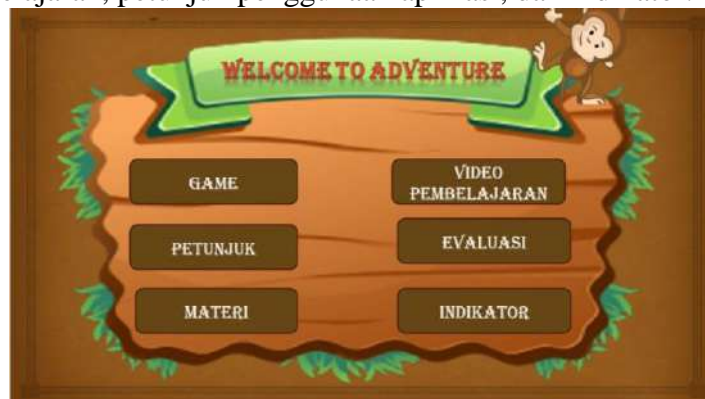 WELCOME TO ADVENTURE
GAME
VIDEO
PEMBELAJARAN
PETUNJUK
EVALUASI
MATERI
INDIKATOR